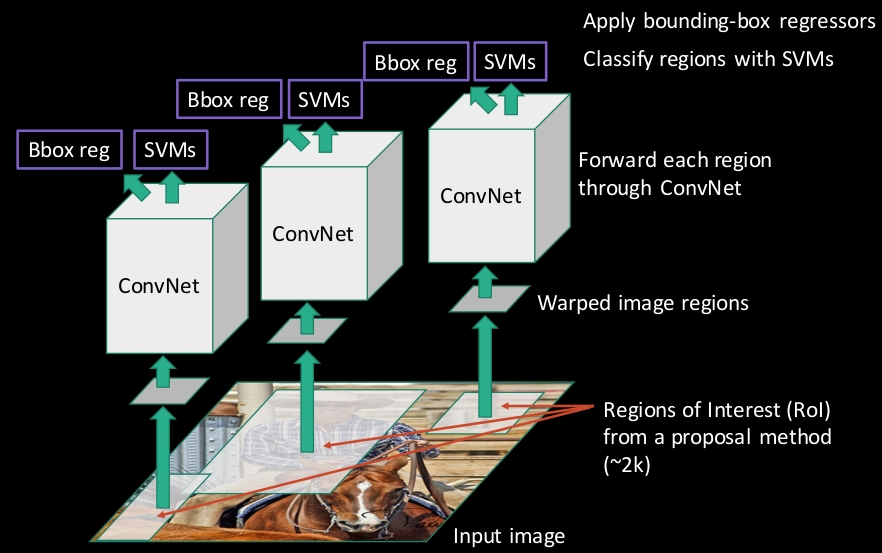 Apply bounding-box regressors
Classify regions with SVMs
Bbox reg
SVMs
Bbox reg
SVMs
Bbox reg
SVMs
Forward each region
through ConvNet
ConvNet
ConvNet
ConvNet
Warped image regions
Regions of Interest (RoI)
from a proposal method
(~2k)
Input image